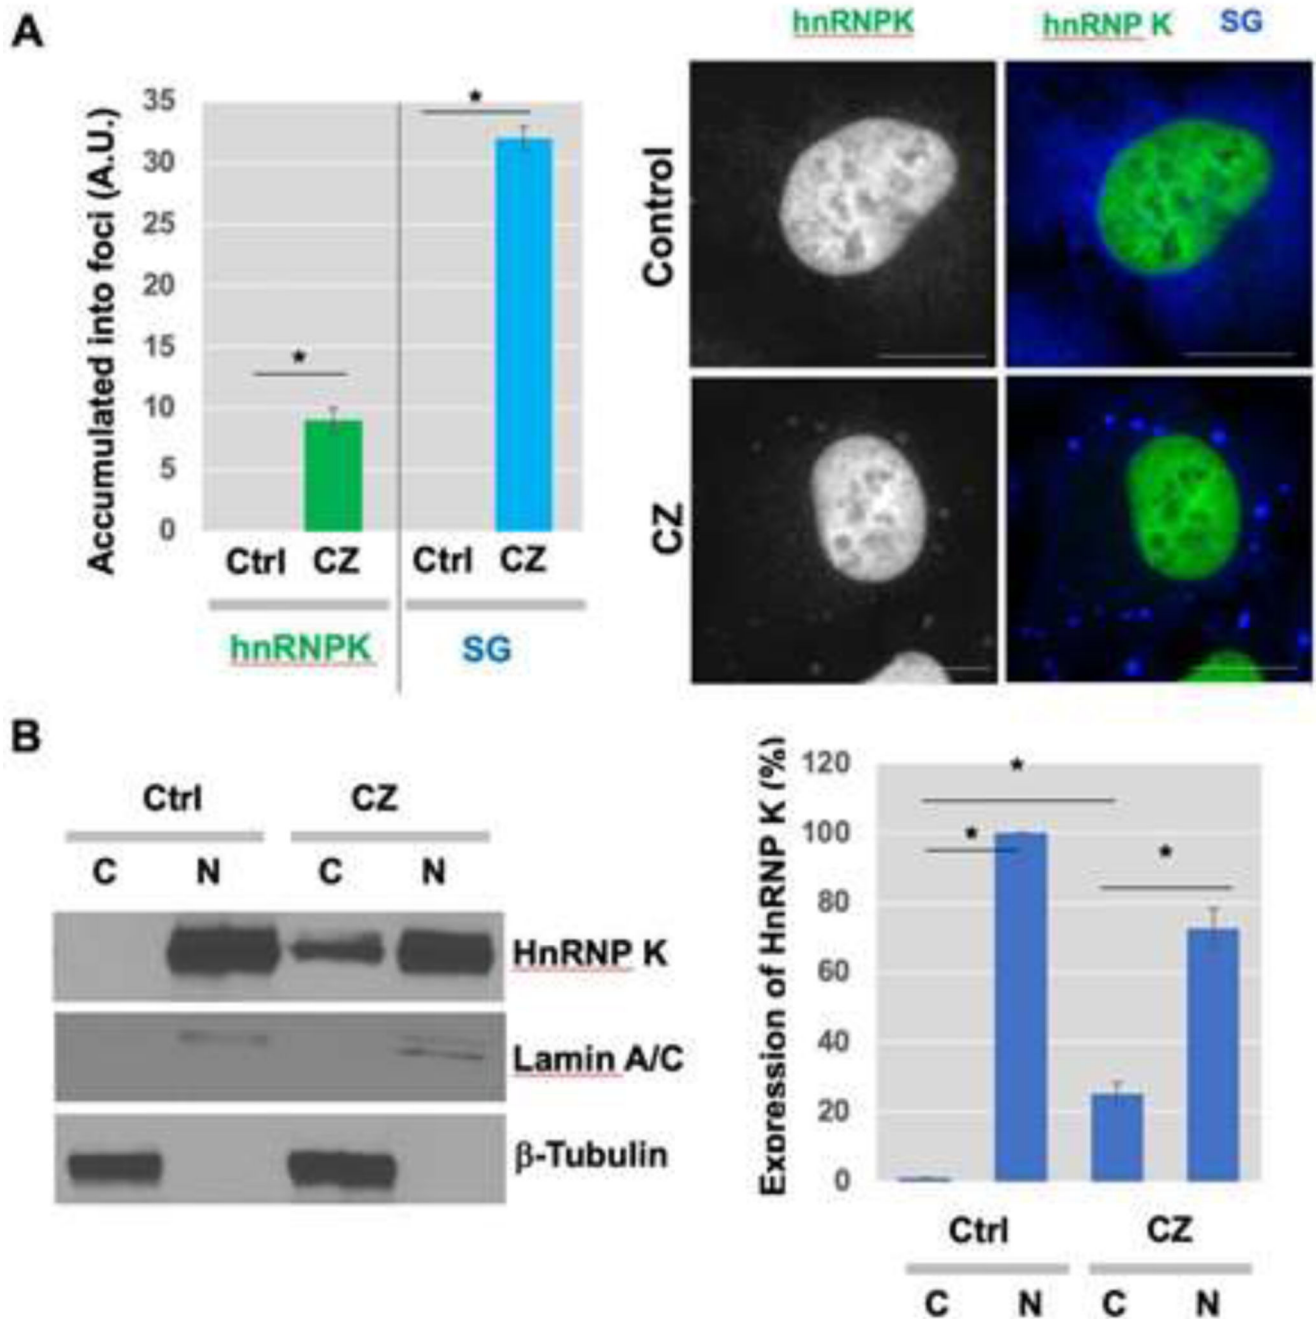 A
hnRNPK
hnRNP K SG
Accumulated into foci (A.U.)
35
30
25
20
15
10
5
0
*
*
Ctrl CZ Ctrl CZ
hnRNPK SG
Control
CZ
B
Ctrl CZ
C N C N
HnRNP K
Lamin A/C
β-Tubulin
Expression of HnRNP K (%)
120
100
80
60
40
20
0
*
*
*
Ctrl CZ
C N C N